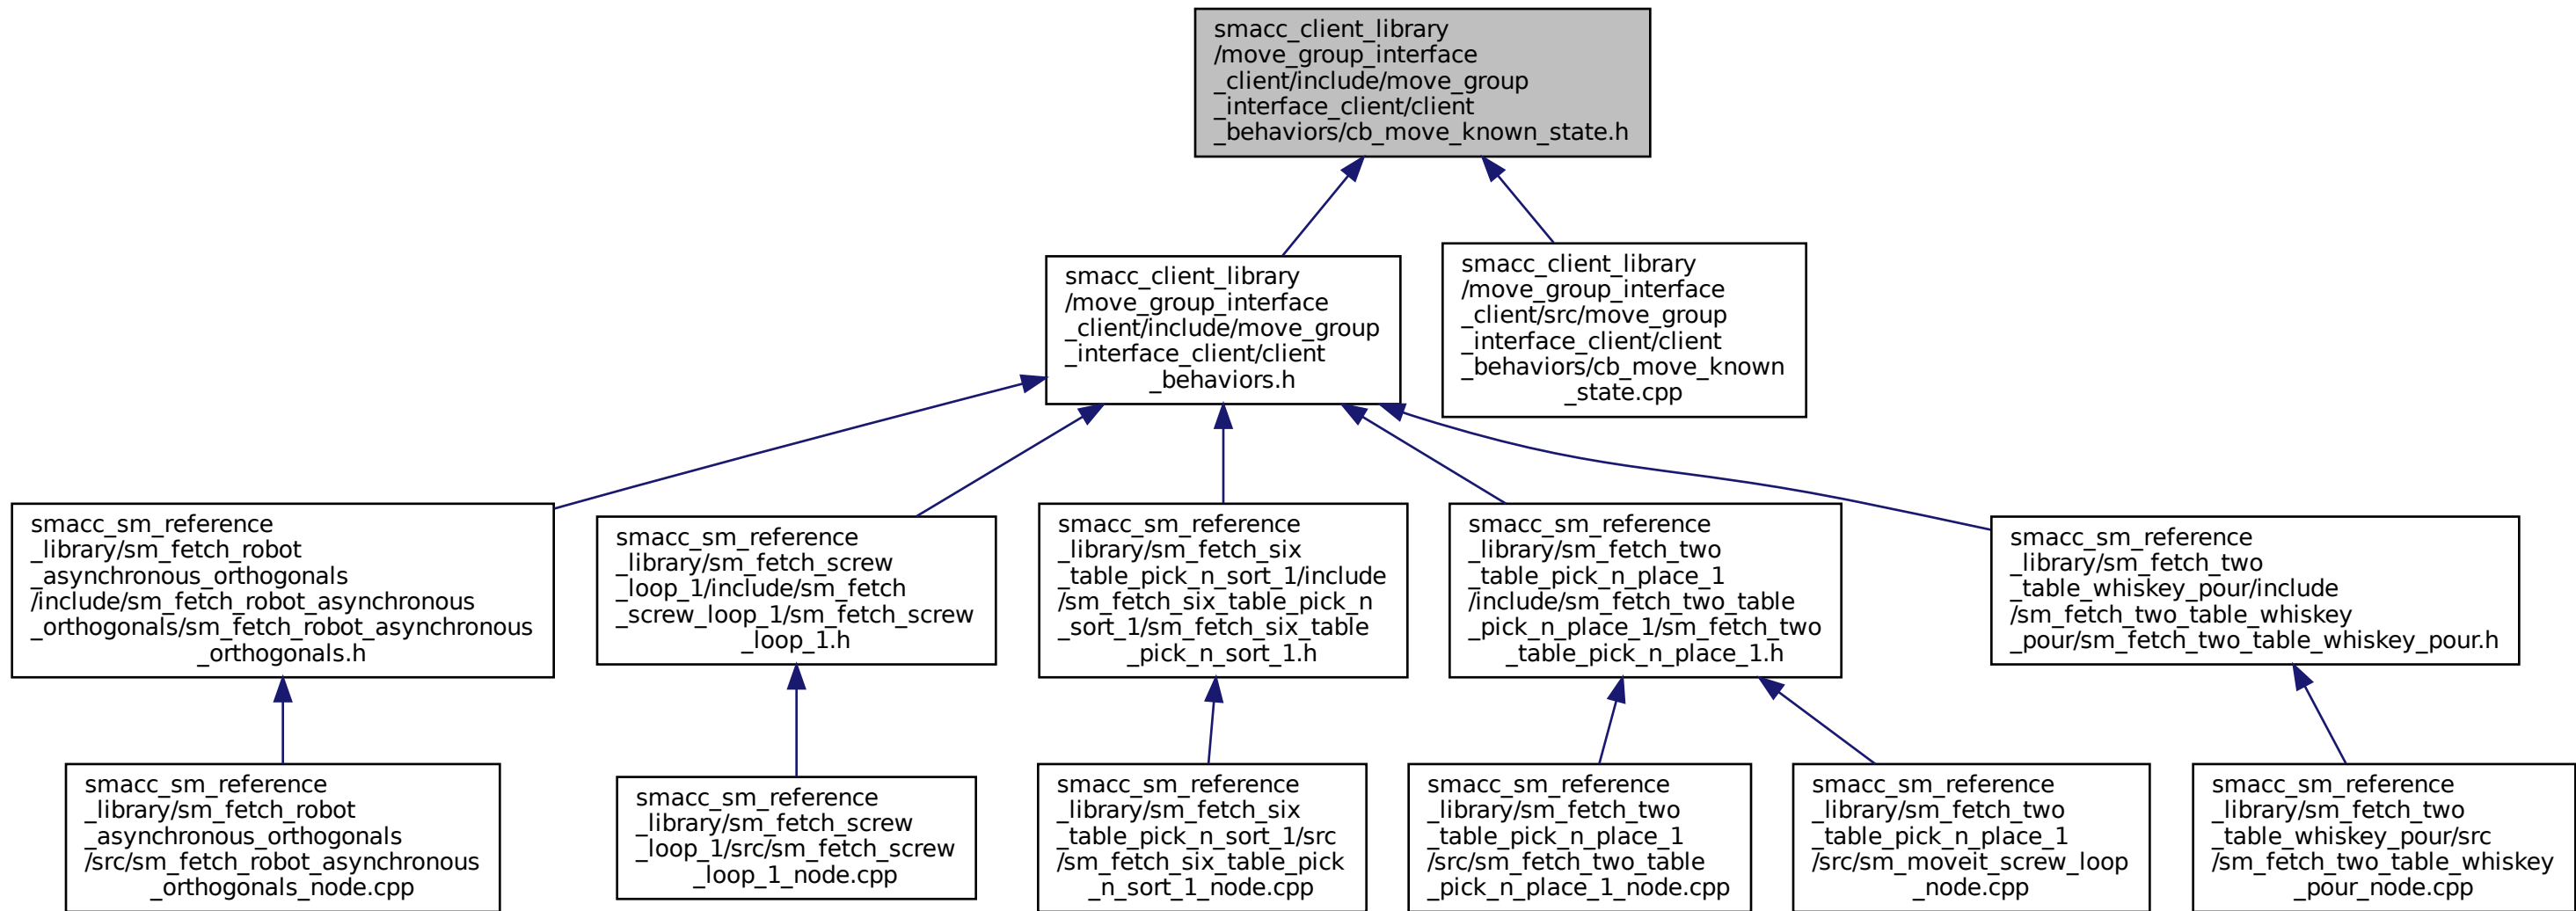 smacc_client_library
/move_group_interface
_client/include/move_group
_interface_client/client
_behaviors/cb_move_known_state.h
smacc_client_library
/move_group_interface
_client/include/move_group
_interface_client/client
_behaviors.h
smacc_client_library
/move_group_interface
_client/src/move_group
_interface_client/client
_behaviors/cb_move_known
_state.cpp
smacc_sm_reference
_library/sm_fetch_robot
_asynchronous_orthogonals
/include/sm_fetch_robot_asynchronous
_orthogonals/sm_fetch_robot_asynchronous
_orthogonals.h
smacc_sm_reference
_library/sm_fetch_screw
_loop_1/include/sm_fetch
_screw_loop_1/sm_fetch_screw
_loop_1.h
smacc_sm_reference
_library/sm_fetch_six
_table_pick_n_sort_1/include
/sm_fetch_six_table_pick_n
_sort_1/sm_fetch_six_table
_pick_n_sort_1.h
smacc_sm_reference
_library/sm_fetch_two
_table_pick_n_place_1
/include/sm_fetch_two_table
_pick_n_place_1/sm_fetch_two
_table_pick_n_place_1.h
smacc_sm_reference
_library/sm_fetch_two
_table_whiskey_pour/include
/sm_fetch_two_table_whiskey
_pour/sm_fetch_two_table_whiskey_pour.h
smacc_sm_reference
_library/sm_fetch_robot
_asynchronous_orthogonals
/src/sm_fetch_robot_asynchronous
_orthogonals_node.cpp
smacc_sm_reference
_library/sm_fetch_screw
_loop_1/src/sm_fetch_screw
_loop_1_node.cpp
smacc_sm_reference
_library/sm_fetch_six
_table_pick_n_sort_1/src
/sm_fetch_six_table_pick
_n_sort_1_node.cpp
smacc_sm_reference
_library/sm_fetch_two
_table_pick_n_place_1
/src/sm_fetch_two_table
_pick_n_place_1_node.cpp
smacc_sm_reference
_library/sm_fetch_two
_table_pick_n_place_1
/src/sm_moveit_screw_loop
_node.cpp
smacc_sm_reference
_library/sm_fetch_two
_table_whiskey_pour/src
/sm_fetch_two_table_whiskey
_pour_node.cpp